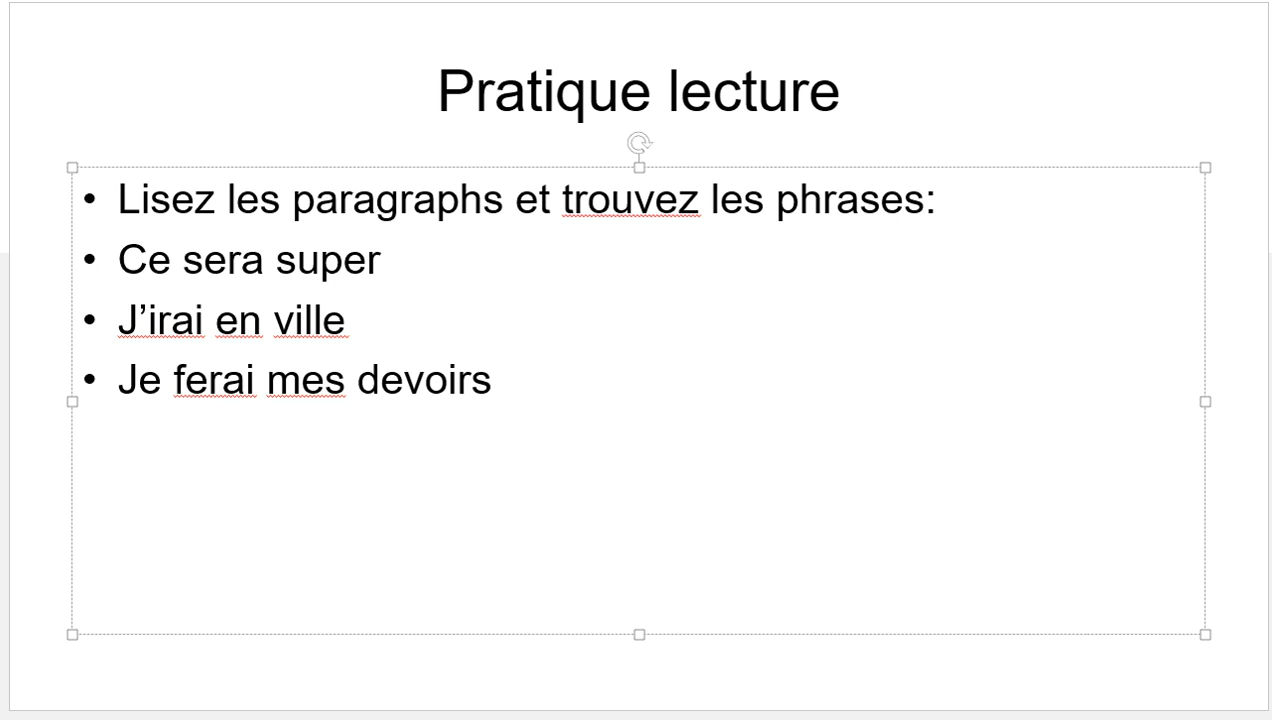 Pratique lecture
• Lisez les paragraphs et trouvez les phrases:
• Ce sera super
• J’irai en ville
• Je ferai mes devoirs